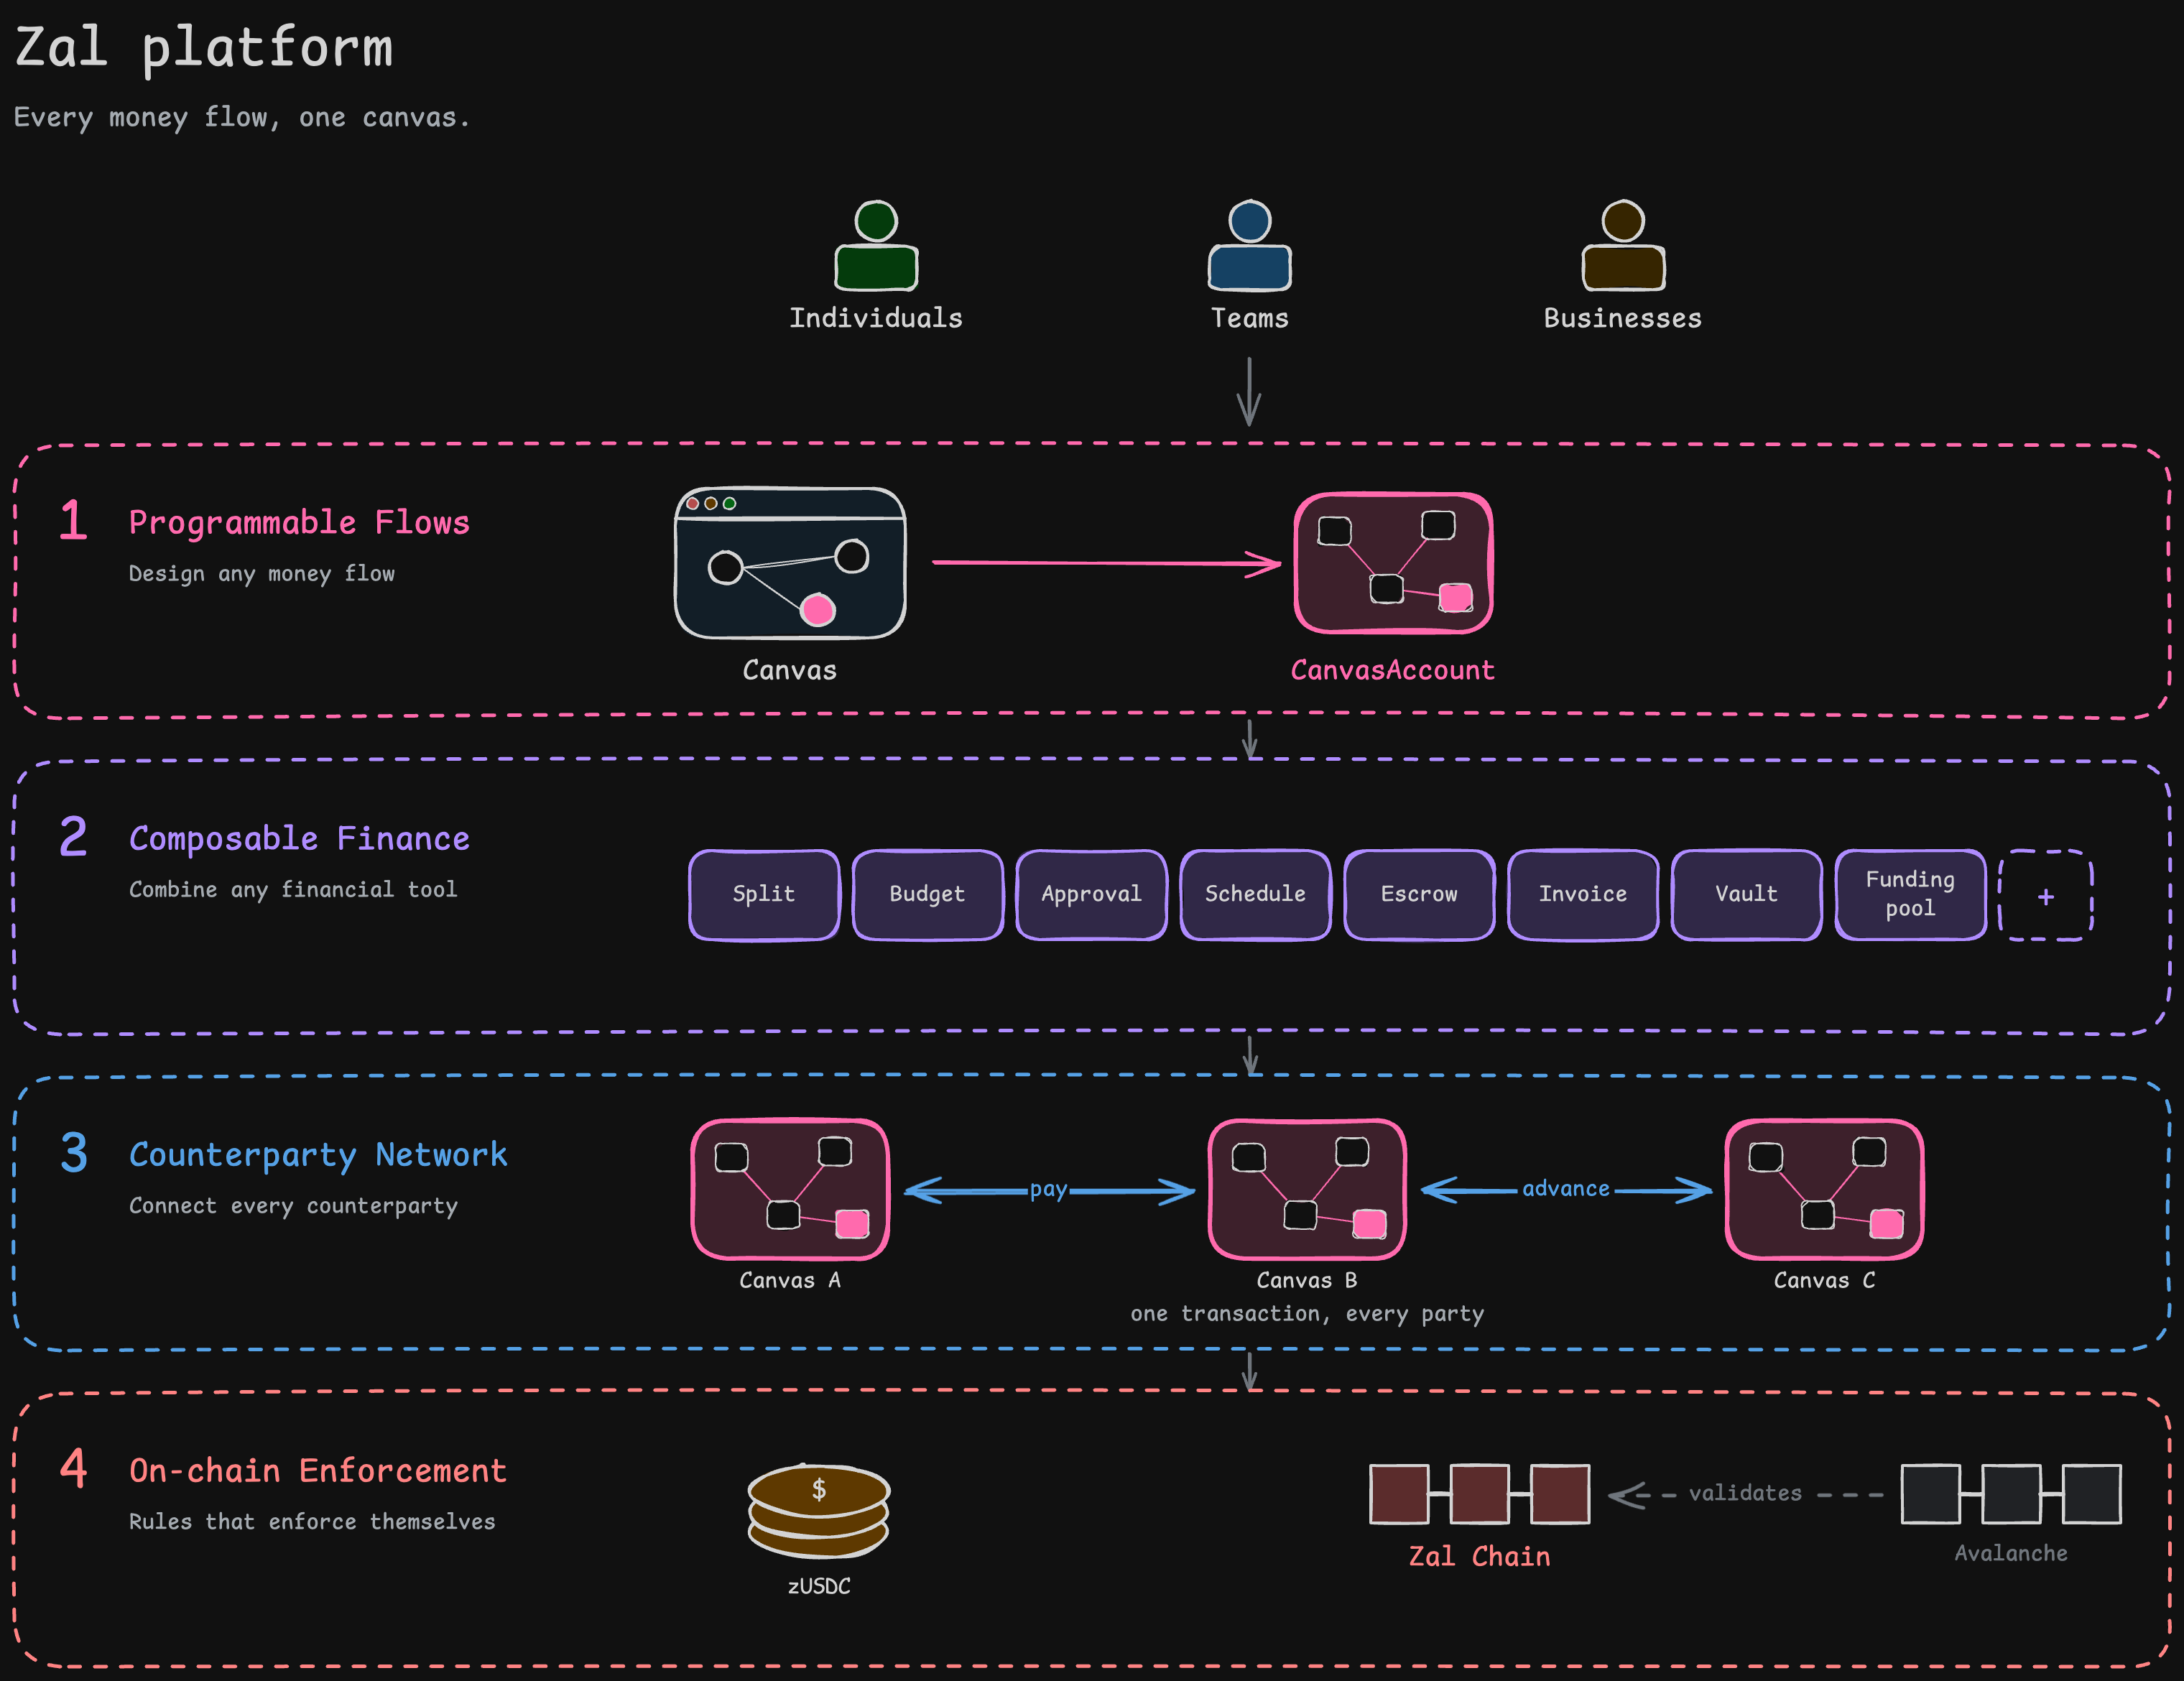 Zal platform
Every money flow, one canvas.
Individuals
Teams
Businesses
1
Programmable Flows
Design any money flow
Canvas
CanvasAccount
2
Composable Finance
Combine any financial tool
Split
Budget
Approval
Schedule
Escrow
Invoice
Vault
Funding
pool
+
3
Counterparty Network
Connect every counterparty
pay
advance
Canvas A
Canvas B
Canvas C
one transaction, every party
4
On-chain Enforcement
Rules that enforce themselves
$
zUSDC
validates
Zal Chain
Avalanche